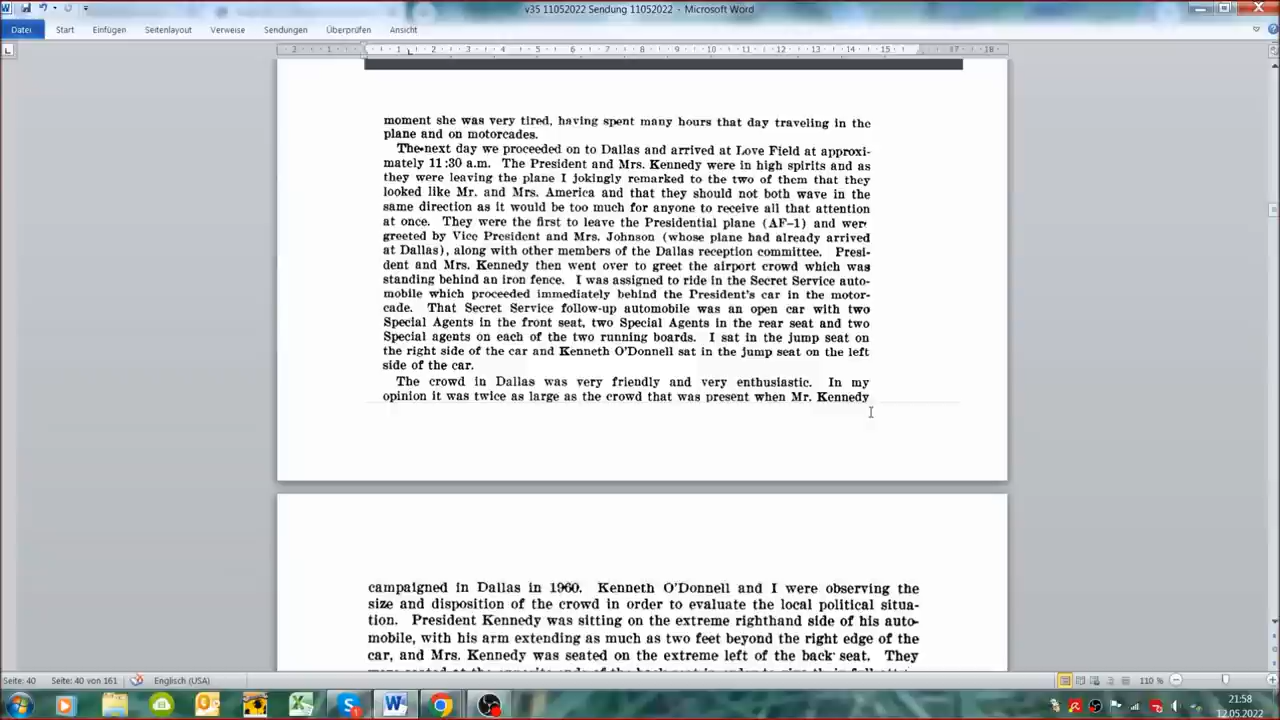 v35 11052022 Sendung 11052022 - Microsoft Word
Datei Start Einfügen Seitenlayout Verweise Sendungen Überprüfen Ansicht
moment she was very tired, having spent many hours that day traveling in the
plane and on motorcades.
The next day we proceeded on to Dallas and arrived at Love Field at approxi-
mately 11:30 a.m. The President and Mrs. Kennedy were in high spirits and as
they were leaving the plane I jokingly remarked to the two of them that they
looked like Mr. and Mrs. America and that they should not both wave in the
same direction as it would be too much for anyone to receive all that attention
at once. They were the first to leave the Presidential plane (AF-1) and were
greeted by Vice President and Mrs. Johnson (whose plane had already arrived
at Dallas), along with other members of the Dallas reception committee. Presi-
dent and Mrs. Kennedy then went over to greet the airport crowd which was
standing behind an iron fence. I was assigned to ride in the Secret Service auto-
mobile which proceeded immediately behind the President's car in the motor-
cade. That Secret Service follow-up automobile was an open car with two
Special Agents in the front seat, two Special Agents in the rear seat and two
Special agents on each of the two running boards. I sat in the jump seat on
the right side of the car and Kenneth O'Donnell sat in the jump seat on the left
side of the car.
The crowd in Dallas was very friendly and very enthusiastic. In my
opinion it was twice as large as the crowd that was present when Mr. Kennedy
campaigned in Dallas in 1960. Kenneth O'Donnell and I were observing the
size and disposition of the crowd in order to evaluate the local political situa-
tion. President Kennedy was sitting on the extreme righthand side of his auto-
mobile, with his arm extending as much as two feet beyond the right edge of the
car, and Mrs. Kennedy was seated on the extreme left of the back seat. They
Seite: 40 Seite: 40 von 161 Englisch (USA) 110 %
21:58
12.05.2022